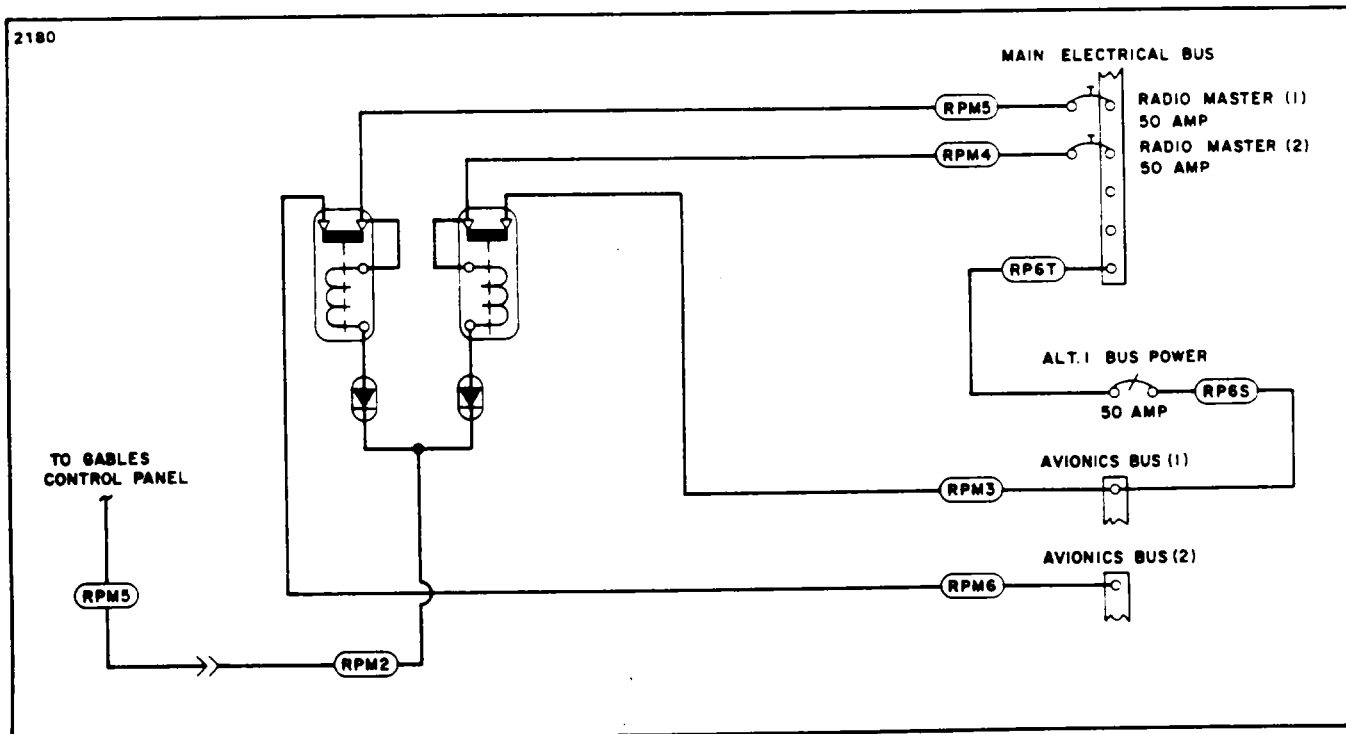 2180
MAIN ELECTRICAL BUS
RPM5
RADIO MASTER (1)
50 AMP
RPM4
RADIO MASTER (2)
50 AMP
RP6T
ALT. 1 BUS POWER
RP6S
50 AMP
TO GABLES
CONTROL PANEL
AVIONICS BUS (1)
RPM3
AVIONICS BUS (2)
RPM5
RPM6
RPM2